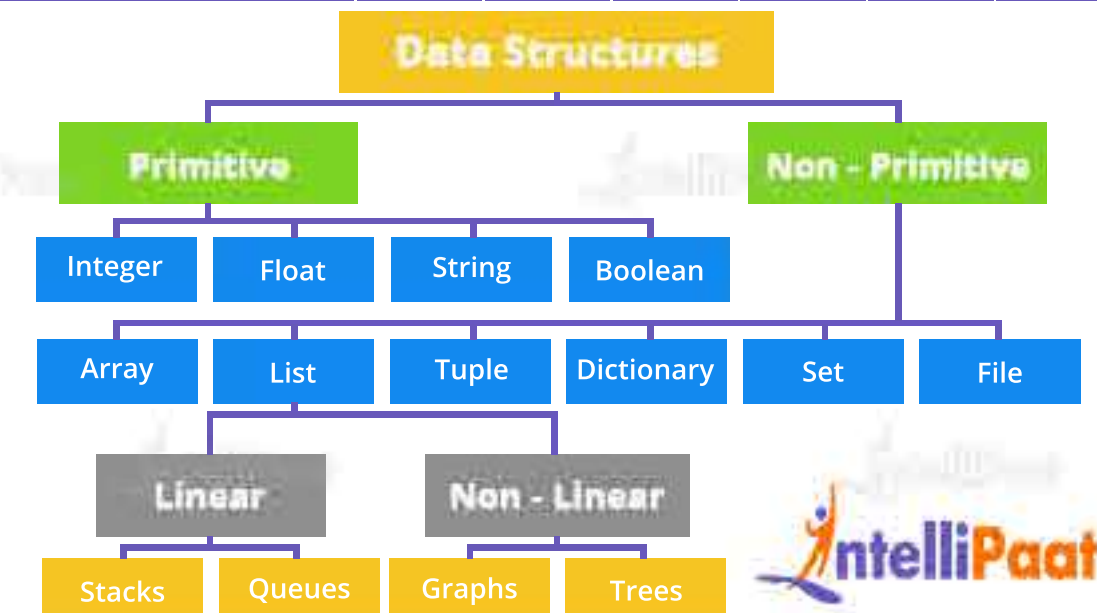 Data Structures
Primitive
Non - Primitive
Integer
Float
String
Boolean
Array
List
Tuple
Dictionary
Set
File
Linear
Non - Linear
Stacks
Queues
Graphs
Trees
IntelliPaat